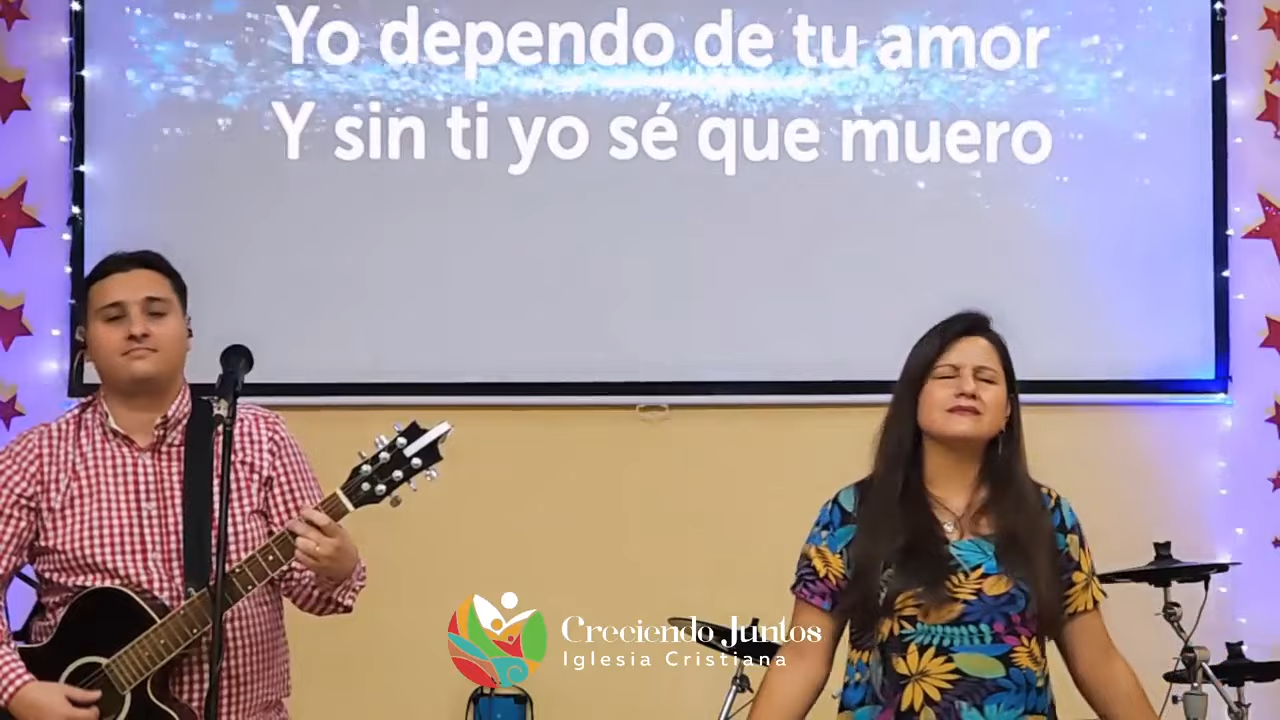 Yo dependo de tu amor
Y sin ti yo sé que muero
Creciendo Juntos
Iglesia Cristiana